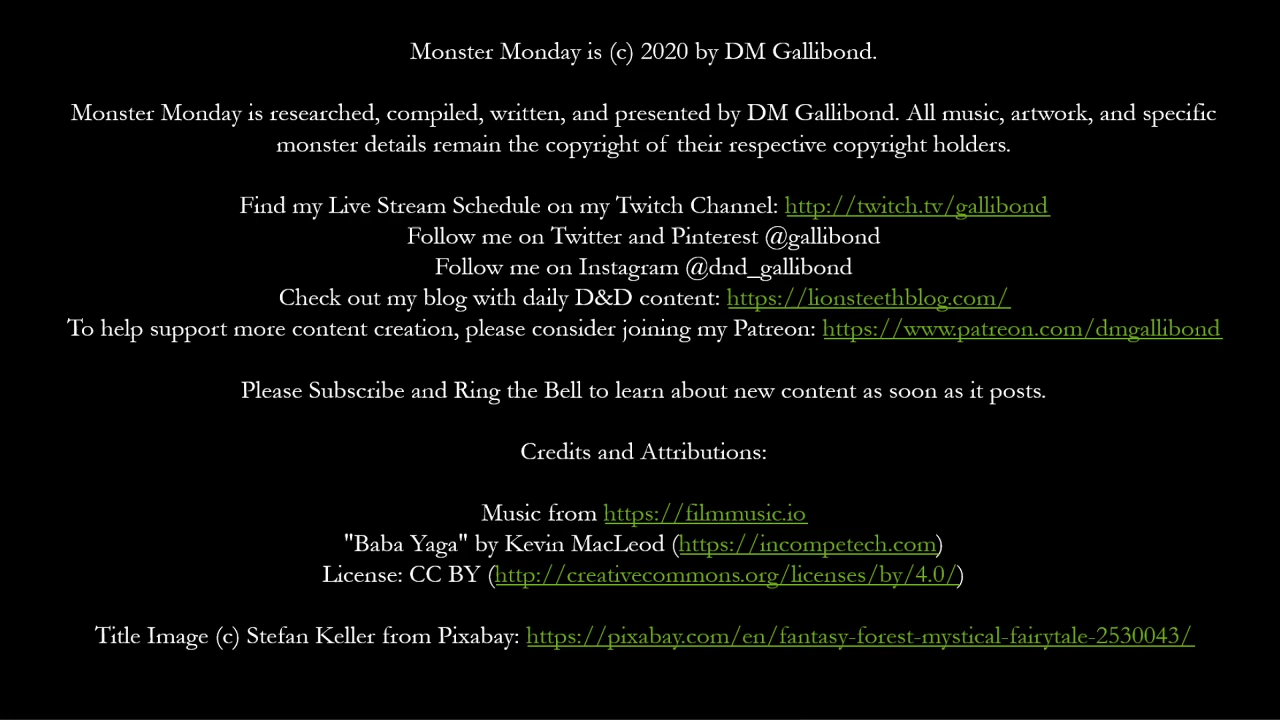 Monster Monday is (c) 2020 by DM Gallibond.
Monster Monday is researched, compiled, written, and presented by DM Gallibond. All music, artwork, and specific
monster details remain the copyright of their respective copyright holders.
Find my Live Stream Schedule on my Twitch Channel: http://twitch.tv/gallibond
Follow me on Twitter and Pinterest @gallibond
Follow me on Instagram @dnd_gallibond
Check out my blog with daily D&D content: https://lionsteethblog.com/
To help support more content creation, please consider joining my Patreon: https://www.patreon.com/dmgallibond
Please Subscribe and Ring the Bell to learn about new content as soon as it posts.
Credits and Attributions:
Music from https://filmmusic.io
"Baba Yaga" by Kevin MacLeod (https://incompetech.com)
License: CC BY (http://creativecommons.org/licenses/by/4.0/)
Title Image (c) Stefan Keller from Pixabay: https://pixabay.com/en/fantasy-forest-mystical-fairytale-2530043/